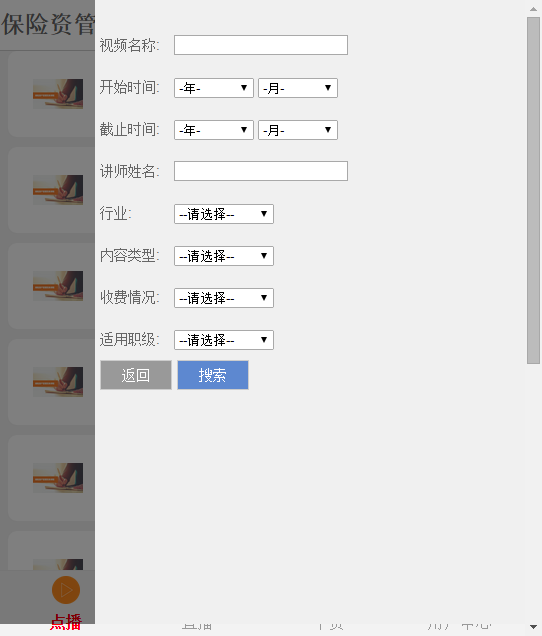 保险资管
视频名称:
开始时间: -年- -月-
截止时间: -年- -月-
讲师姓名:
行业: --请选择--
内容类型: --请选择--
收费情况: --请选择--
适用职级: --请选择--
返回 搜索
点播 直播 干货 用户中心